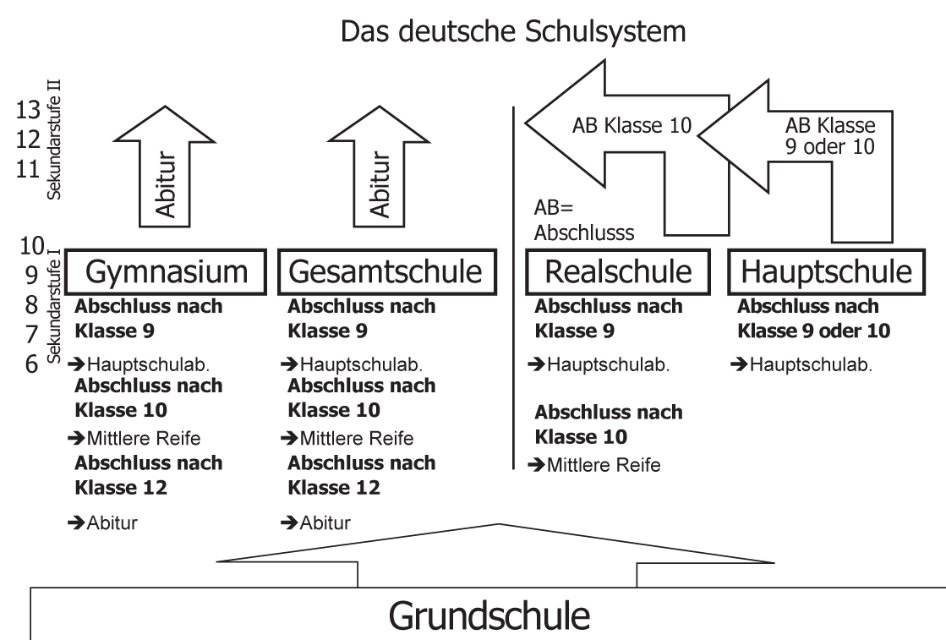 Das deutsche Schulsystem
13
12
11
Sekundarstufe II
10
9
8
7
6
Sekundarstufe I
Abitur
Abitur
AB Klasse 10
AB Klasse
9 oder 10
AB=
Abschlusss
Gymnasium
Abschluss nach
Klasse 9
➔Hauptschulab.
Abschluss nach
Klasse 10
➔Mittlere Reife
Abschluss nach
Klasse 12
➔Abitur
Gesamtschule
Abschluss nach
Klasse 9
➔Hauptschulab.
Abschluss nach
Klasse 10
➔Mittlere Reife
Abschluss nach
Klasse 12
➔Abitur
Realschule
Abschluss nach
Klasse 9
➔Hauptschulab.
Abschluss nach
Klasse 10
➔Mittlere Reife
Hauptschule
Abschluss nach
Klasse 9 oder 10
➔Hauptschulab.
Grundschule